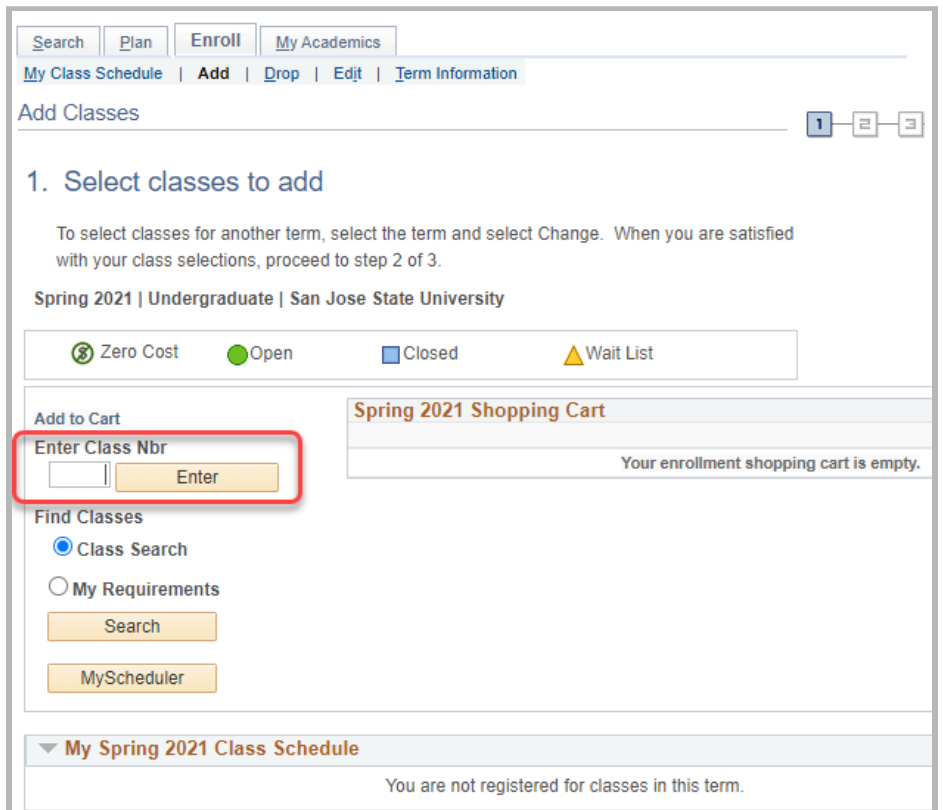 Search Plan Enroll My Academics
My Class Schedule | Add | Drop | Edit | Term Information
Add Classes
1 2 3
1. Select classes to add
To select classes for another term, select the term and select Change. When you are satisfied
with your class selections, proceed to step 2 of 3.
Spring 2021 | Undergraduate | San Jose State University
Zero Cost Open Closed Wait List
Add to Cart
Spring 2021 Shopping Cart
Enter Class Nbr
Your enrollment shopping cart is empty.
Enter
Find Classes
Class Search
My Requirements
Search
MyScheduler
My Spring 2021 Class Schedule
You are not registered for classes in this term.